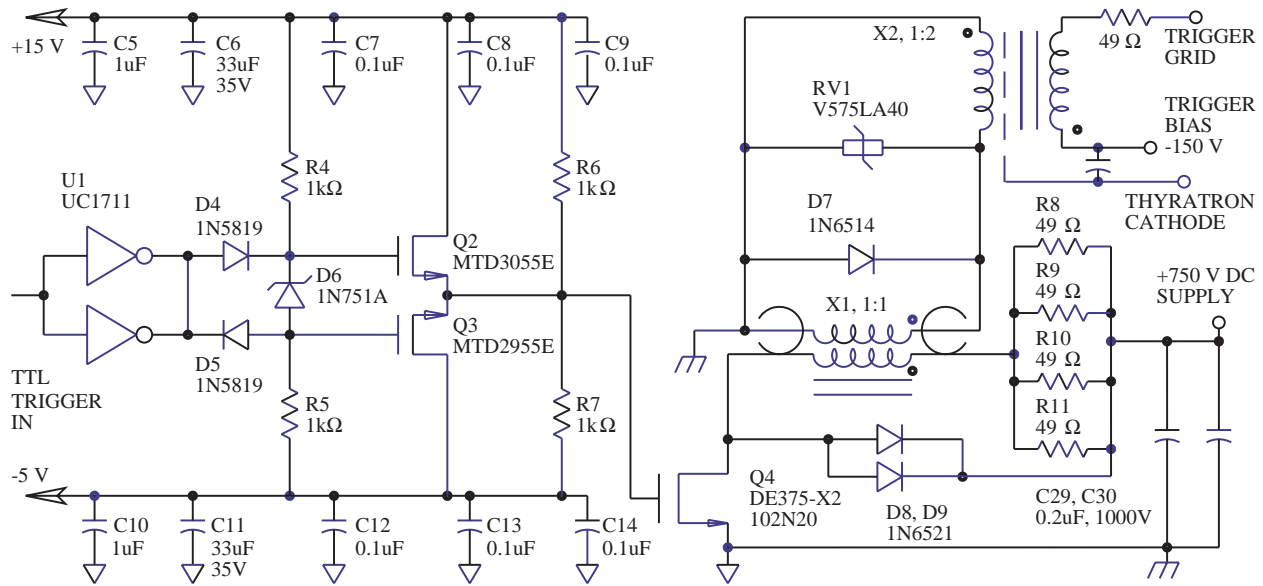 +15 V
C5
1uF
C6
33uF
35V
C7
0.1uF
C8
0.1uF
C9
0.1uF
X2, 1:2
49 Ω
TRIGGER
GRID
RV1
V575LA40
TRIGGER
BIAS
-150 V
THYRATRON
CATHODE
U1
UC1711
D4
1N5819
R4
1kΩ
R6
1kΩ
D6
1N751A
Q2
MTD3055E
Q3
MTD2955E
D5
1N5819
R5
1kΩ
R7
1kΩ
TTL
TRIGGER
IN
D7
1N6514
X1, 1:1
R8
49 Ω
R9
49 Ω
R10
49 Ω
R11
49 Ω
+750 V DC
SUPPLY
-5 V
C10
1uF
C11
33uF
35V
C12
0.1uF
C13
0.1uF
C14
0.1uF
Q4
DE375-X2
102N20
D8, D9
1N6521
C29, C30
0.2uF, 1000V